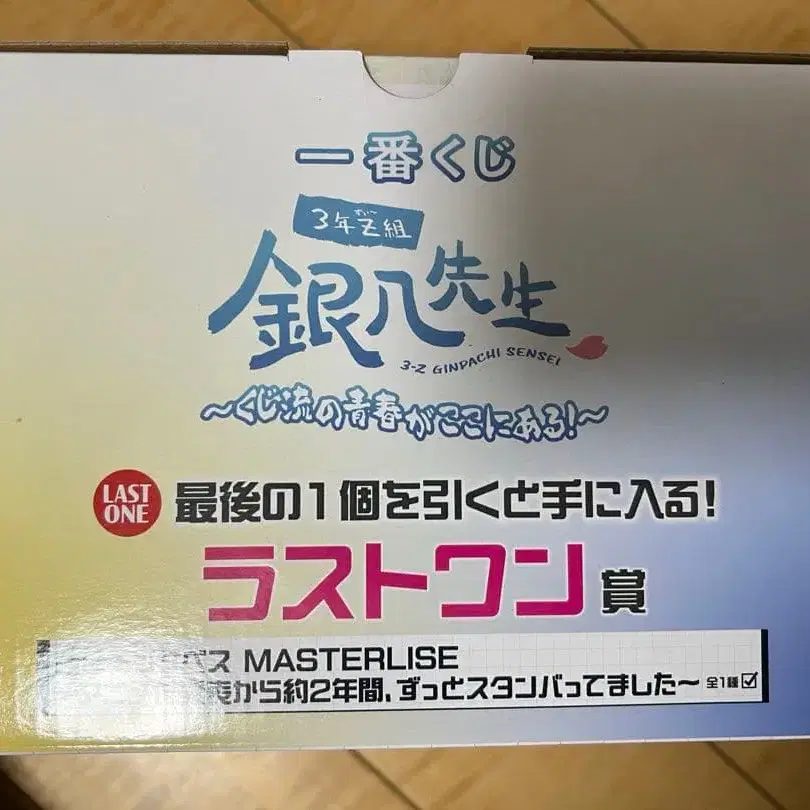 一番くじ
3年Z組
銀八先生
3-Z GINPACHI SENSEI
～くじ流の青春がここにある!～
LAST ONE
最後の1個を引くと手に入る!
ラストワン賞
ベス MASTERLISE
から約2年間、ずっとスタンバってました～ 全1種